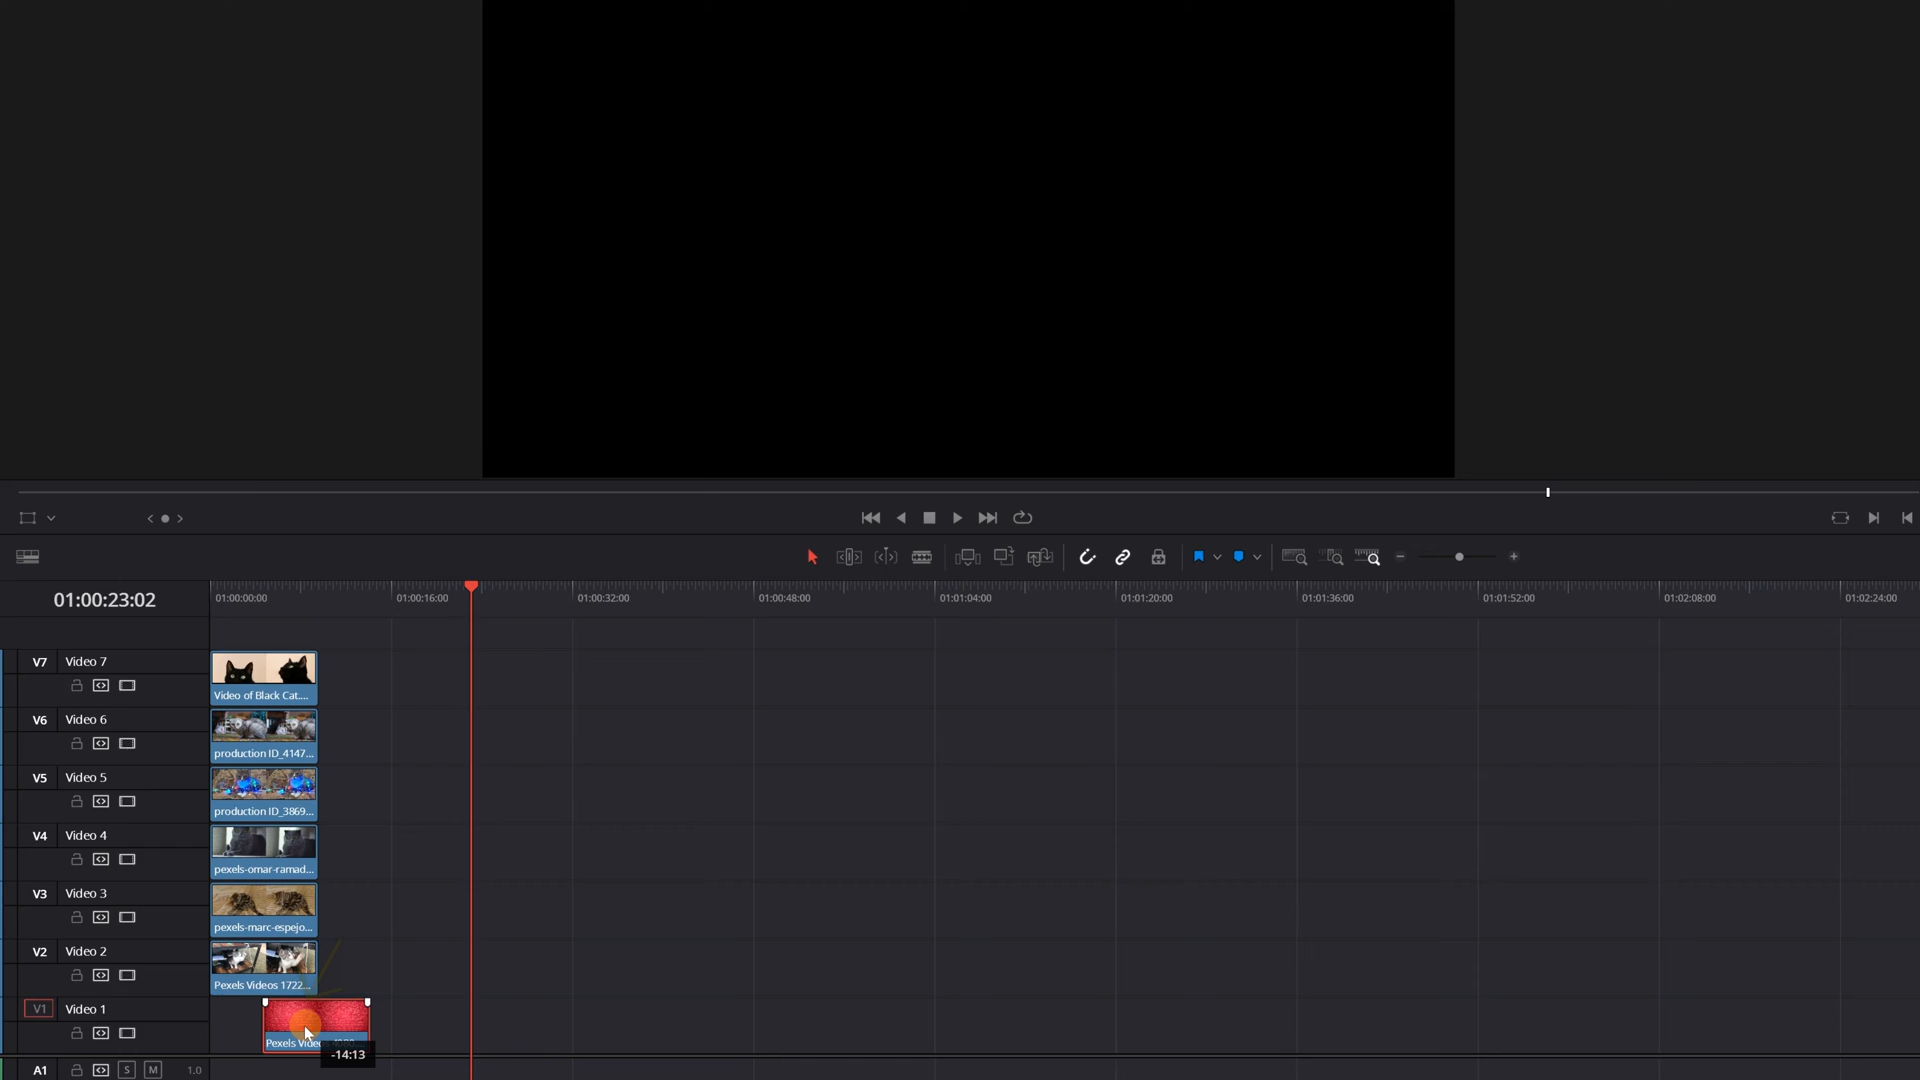 01:00:23:02
01:00:00:00 01:00:16:00 01:00:32:00 01:00:48:00 01:01:04:00 01:01:20:00 01:01:36:00 01:01:52:00 01:02:08:00 01:02:24:00
V7 Video 7
Video of Black Cat....
V6 Video 6
production ID_4147...
V5 Video 5
production ID_3869...
V4 Video 4
pexels-omar-ramad...
V3 Video 3
pexels-marc-espejo...
V2 Video 2
Pexels Videos 1722...
V1 Video 1
Pexels Videos
-14:13
A1 S M 1.0